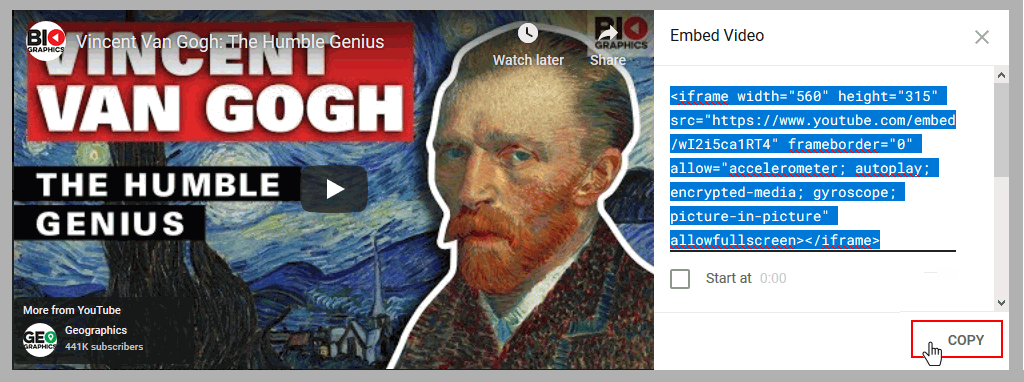 BIO
GRAPHICS
Vincent Van Gogh: The Humble Genius
Watch later
BIO
GRAPHICS
Share
VINCENT
VAN GOGH
THE HUMBLE
GENIUS
More from YouTube
GEO
GRAPHICS
Geographics
441K subscribers
Embed Video
<iframe width="560" height="315"
src="https://www.youtube.com/embed
/wI2i5ca1RT4" frameborder="0"
allow="accelerometer; autoplay;
encrypted-media; gyroscope;
picture-in-picture"
allowfullscreen></iframe>
Start at 0:00
COPY